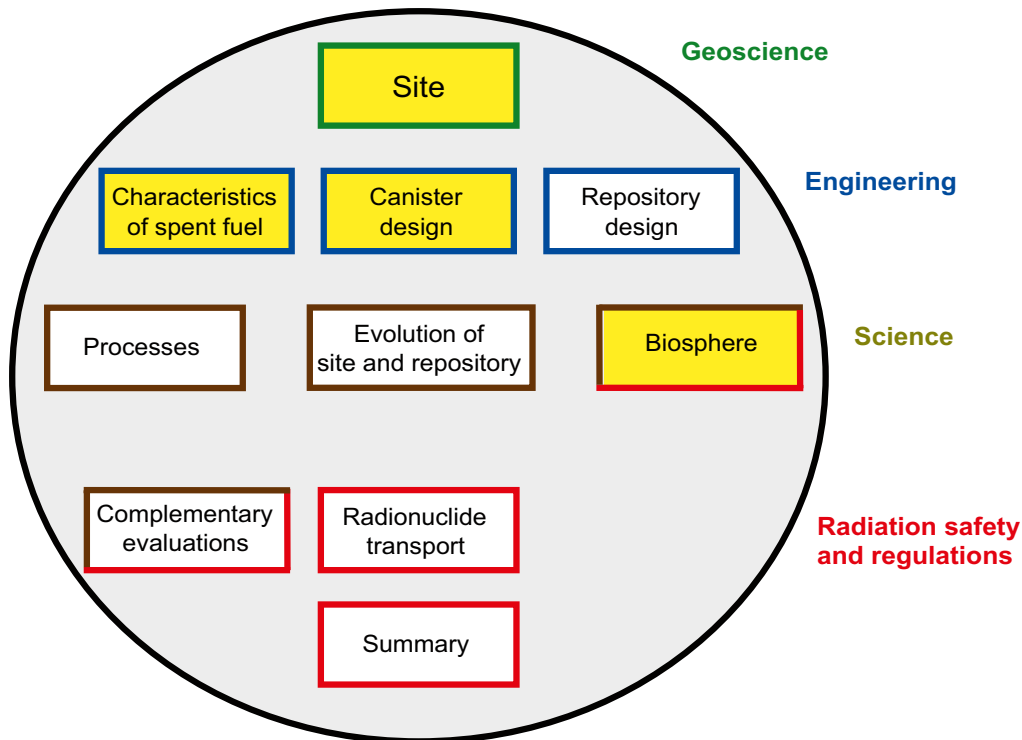 Geoscience
Site
Engineering
Characteristics
of spent fuel
Canister
design
Repository
design
Science
Processes
Evolution of
site and repository
Biosphere
Complementary
evaluations
Radionuclide
transport
Radiation safety
and regulations
Summary